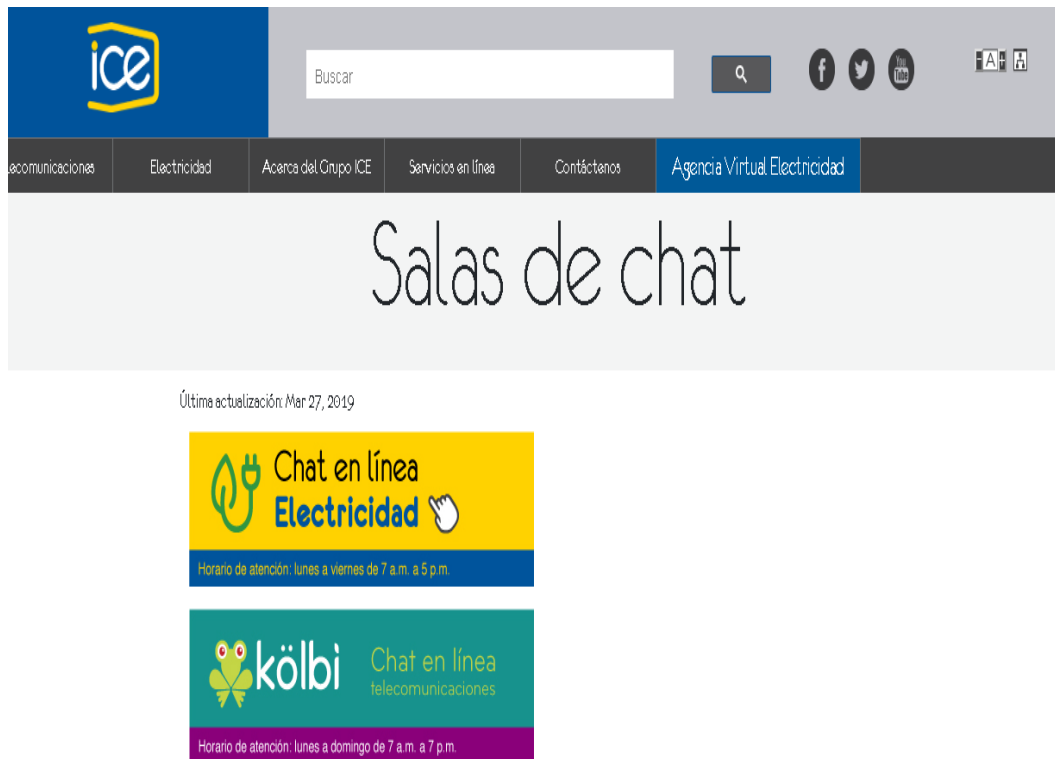 ice
Buscar
You
Tube
A
lecomunicaciones
Electricidad
Acerca del Grupo ICE
Servicios en línea
Contáctenos
Agencia Virtual Electricidad
Salas de chat
Última actualización: Mar 27, 2019
Chat en línea
Electricidad
Horario de atención: lunes a viernes de 7 a.m. a 5 p.m.
kölbi
Chat en línea
telecomunicaciones
Horario de atención: lunes a domingo de 7 a.m. a 7 p.m.